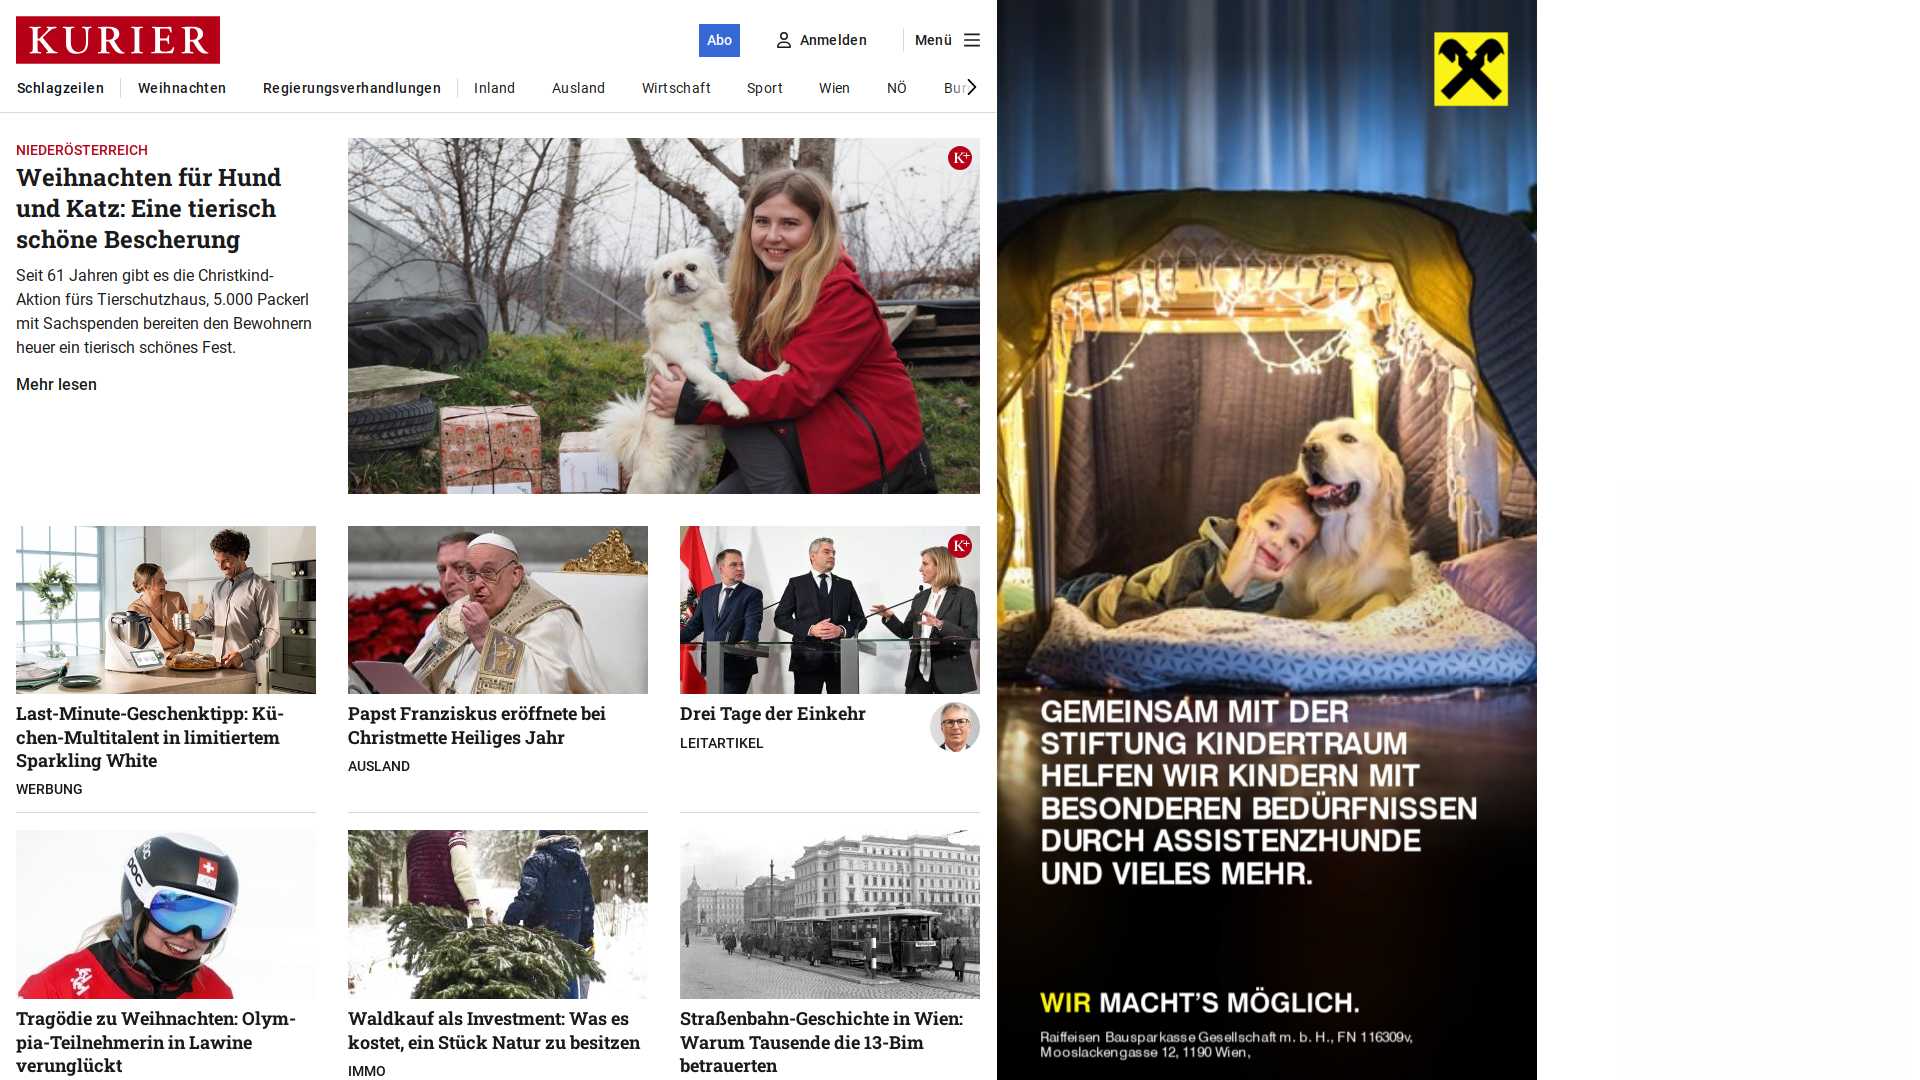 KURIER
Abo
Anmelden
Menü
Schlagzeilen
Weihnachten
Regierungsverhandlungen
Inland
Ausland
Wirtschaft
Sport
Wien
NÖ
NIEDERÖSTERREICH
Weihnachten für Hund
und Katz: Eine tierisch
schöne Bescherung
Seit 61 Jahren gibt es die Christkind-
Aktion fürs Tierschutzhaus, 5.000 Packerl
mit Sachspenden bereiten den Bewohnern
heuer ein tierisch schönes Fest.
Mehr lesen
K+
K+
Last-Minute-Geschenktipp: Kü-
chen-Multitalent in limitiertem
Sparkling White
WERBUNG
Papst Franziskus eröffnete bei
Christmette Heiliges Jahr
AUSLAND
Drei Tage der Einkehr
LEITARTIKEL
DOC
Tragödie zu Weihnachten: Olym-
pia-Teilnehmerin in Lawine
verunglückt
Waldkauf als Investment: Was es
kostet, ein Stück Natur zu besitzen
IMMO
Straßenbahn-Geschichte in Wien:
Warum Tausende die 13-Bim
betrauerten
GEMEINSAM MIT DER
STIFTUNG KINDERTRAUM
HELFEN WIR KINDERN MIT
BESONDEREN BEDÜRFNISSEN
DURCH ASSISTENZHUNDE
UND VIELES MEHR.
WIR MACHT'S MÖGLICH.
Raiffeisen Bausparkasse Gesellschaft m. b. H., FN 116309v,
Mooslackengasse 12, 1190 Wien,